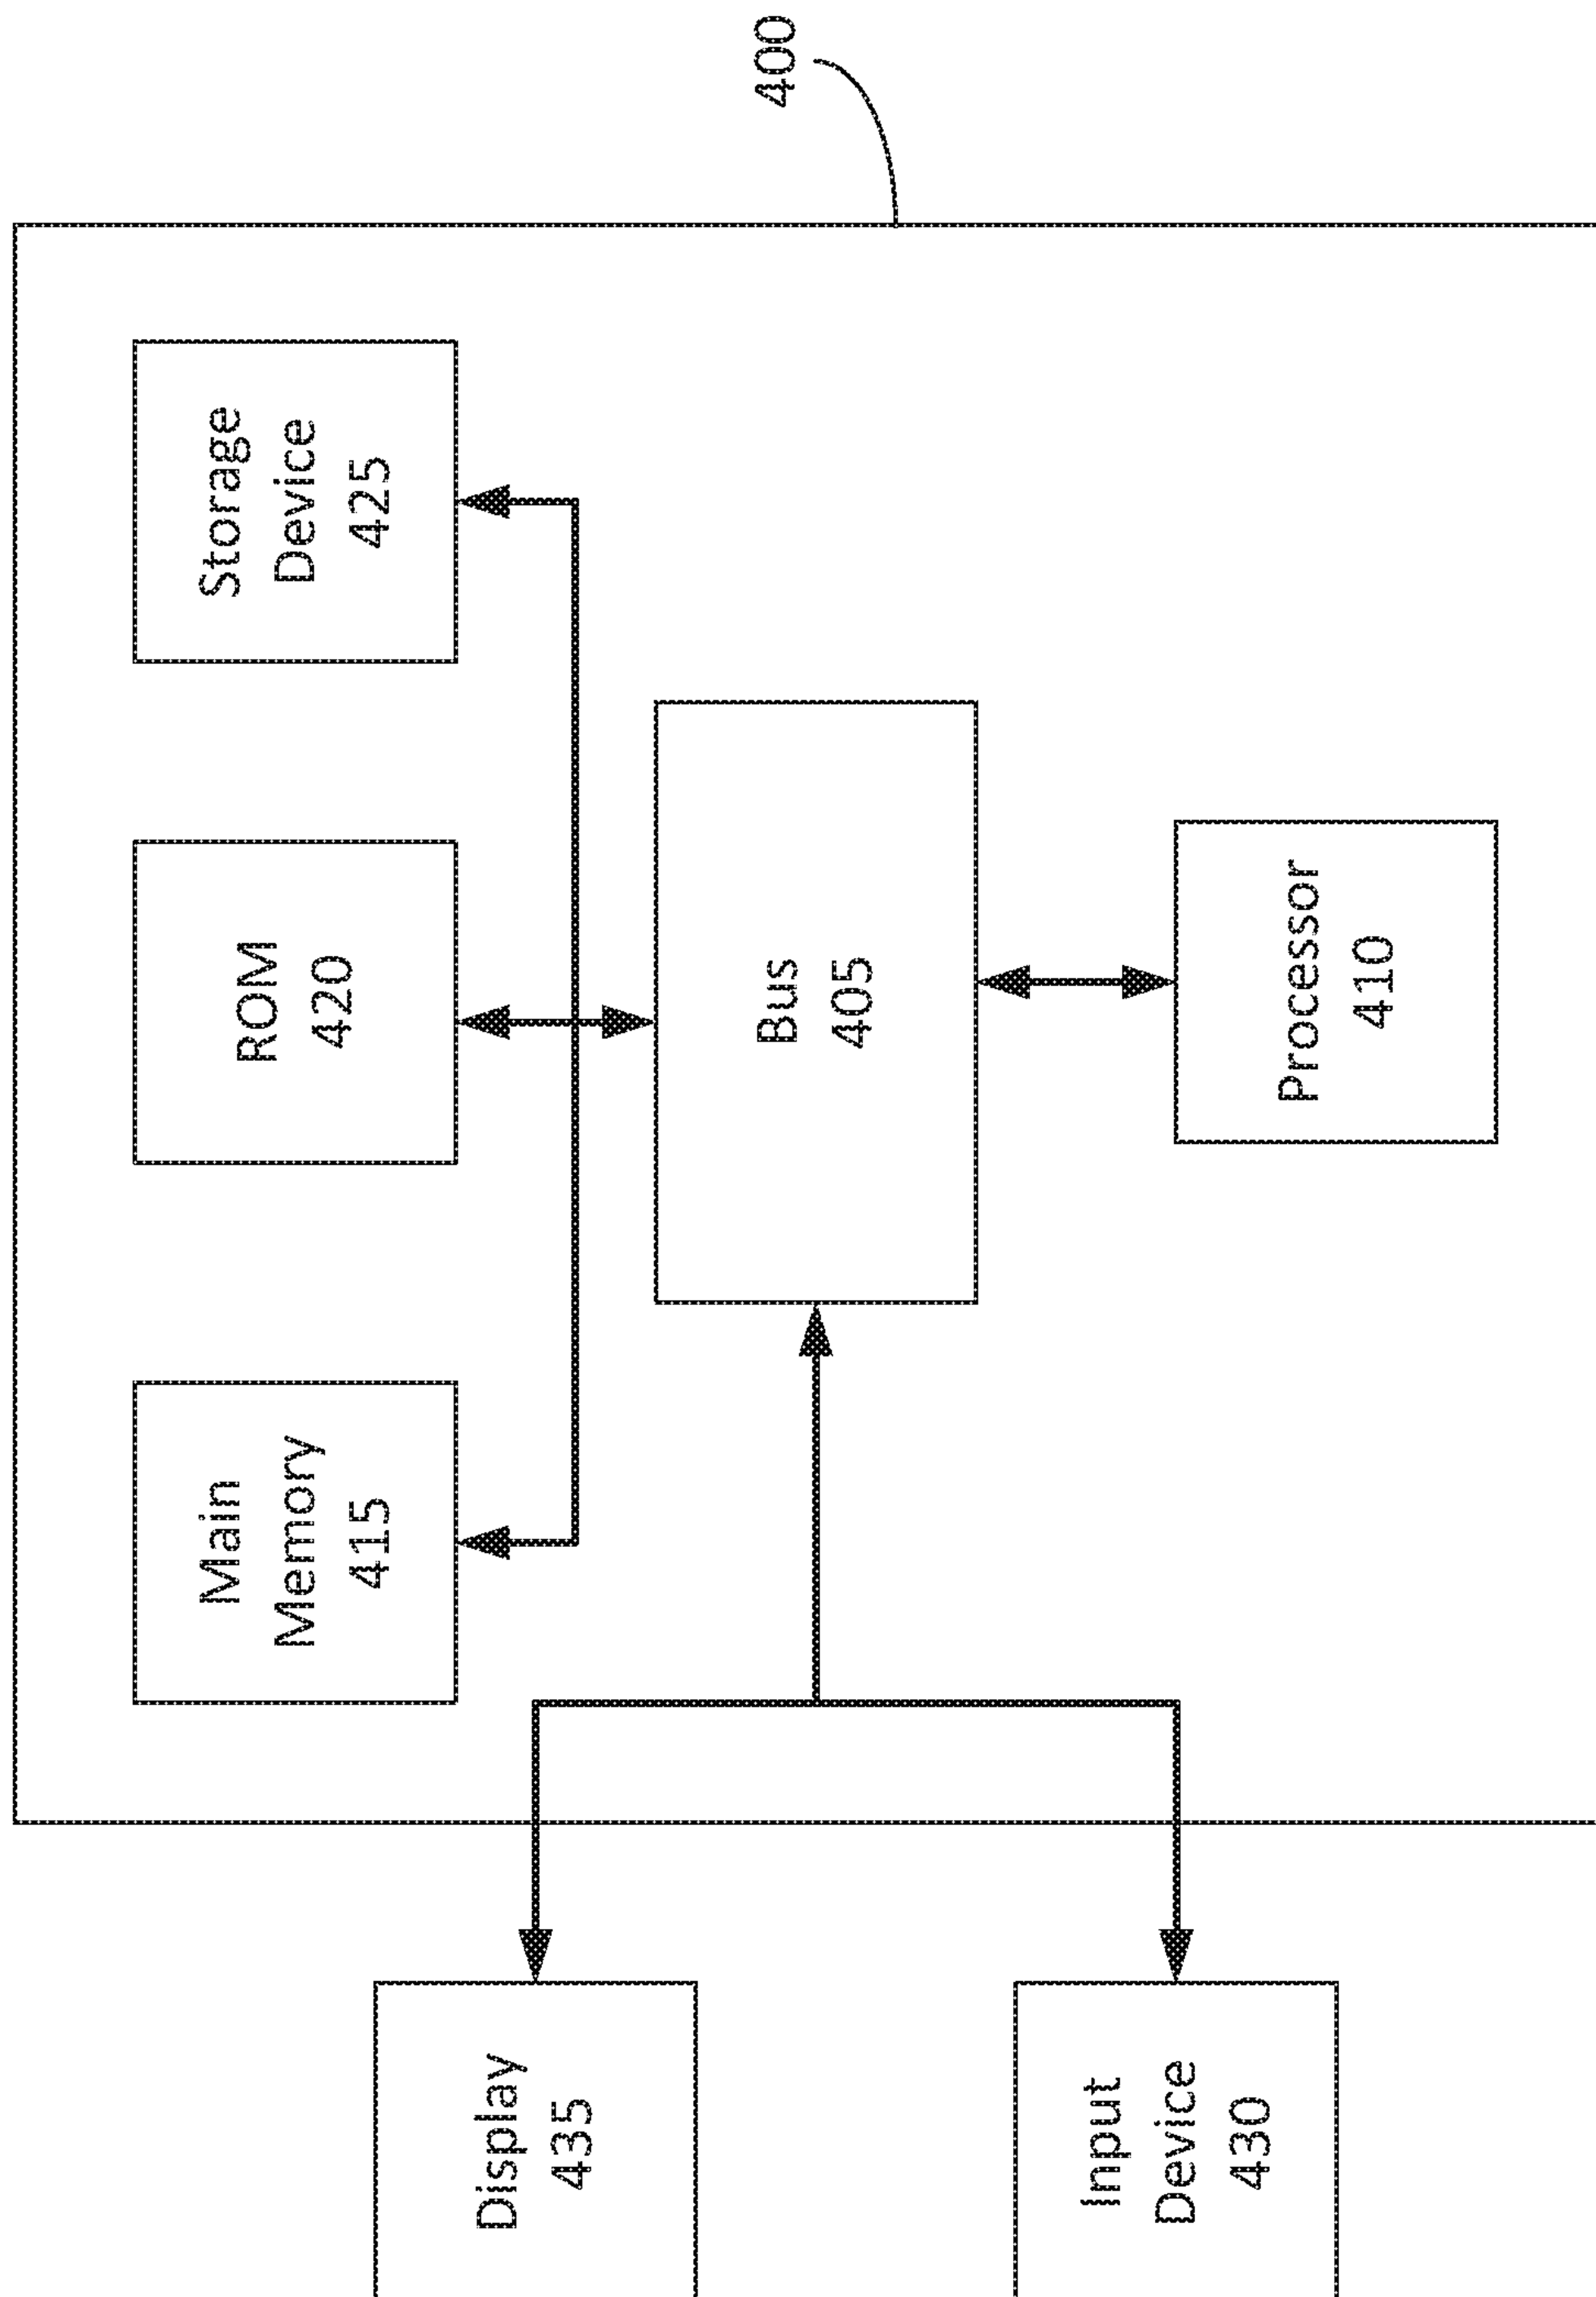 400
Main
Memory
415
ROM
420
Storage
Device
425
Display
435
Bus
405
Input
Device
430
Processor
410